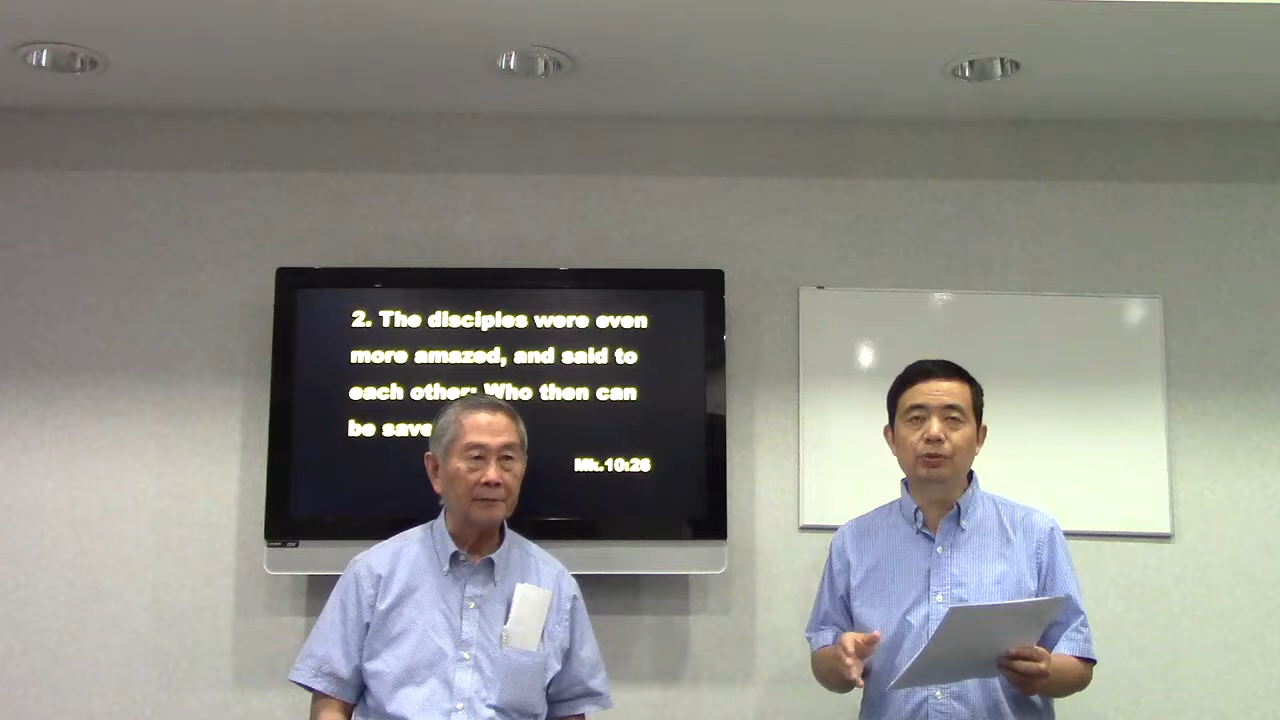 2. The disciples were even
more amazed, and said to
each other: Who then can
be save
Mk.10:26